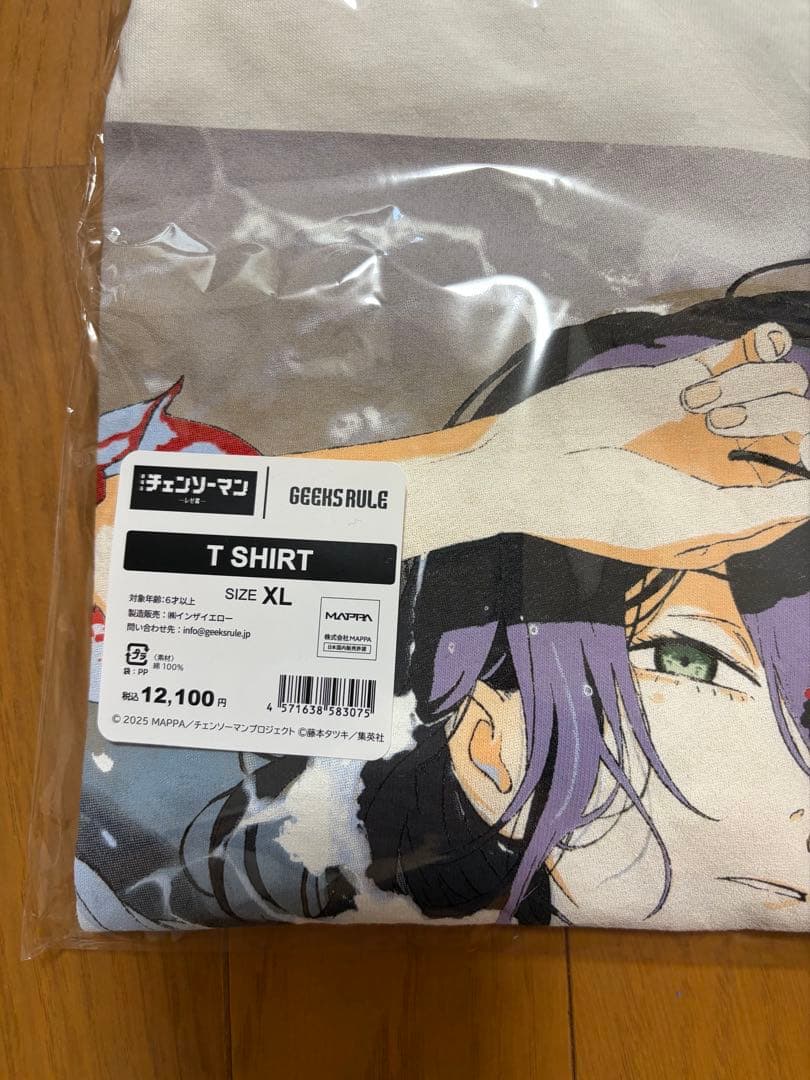 劇場版 チェンソーマン
―レゼ篇―
GEEKS RULE
T SHIRT
SIZE XL
対象年齢:6才以上
製造販売：㈱インザイエロー
問い合わせ先：info@geeksrule.jp
MAPPA
株式会社MAPPA
日本国内販売許諾
プラ
袋：PP
〈素材〉
綿 100%
税込 12,100円
4 571638 583075
© 2025 MAPPA／チェンソーマンプロジェクト ©藤本タツキ／集英社